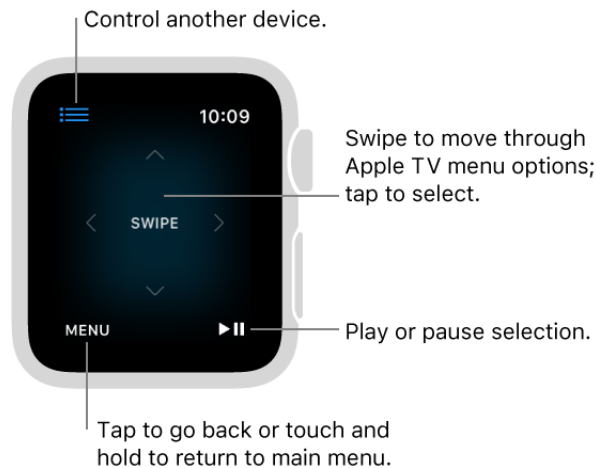 Control another device.
10:09
Swipe to move through
Apple TV menu options;
tap to select.
SWIPE
MENU
Play or pause selection.
Tap to go back or touch and
hold to return to main menu.